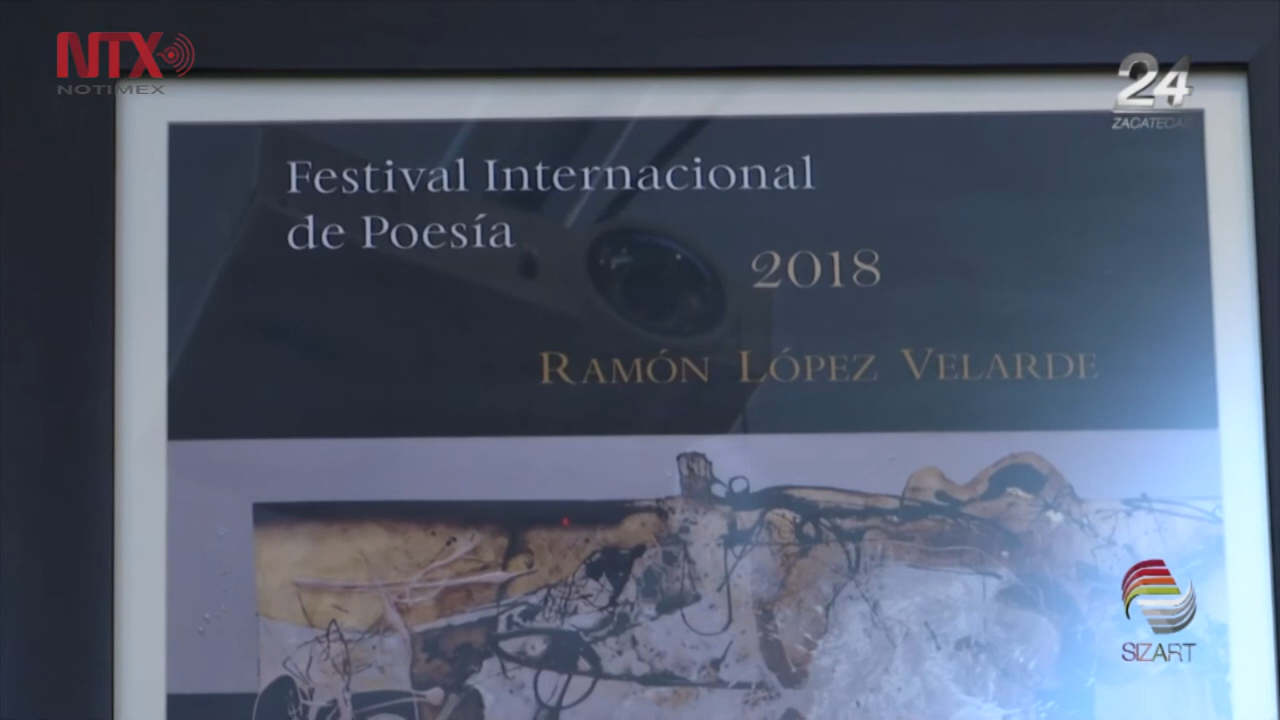 NTX
NOTIMEX
24
ZACATECAS
Festival Internacional
de Poesía
2018
RAMÓN LÓPEZ VELARDE
SIZART